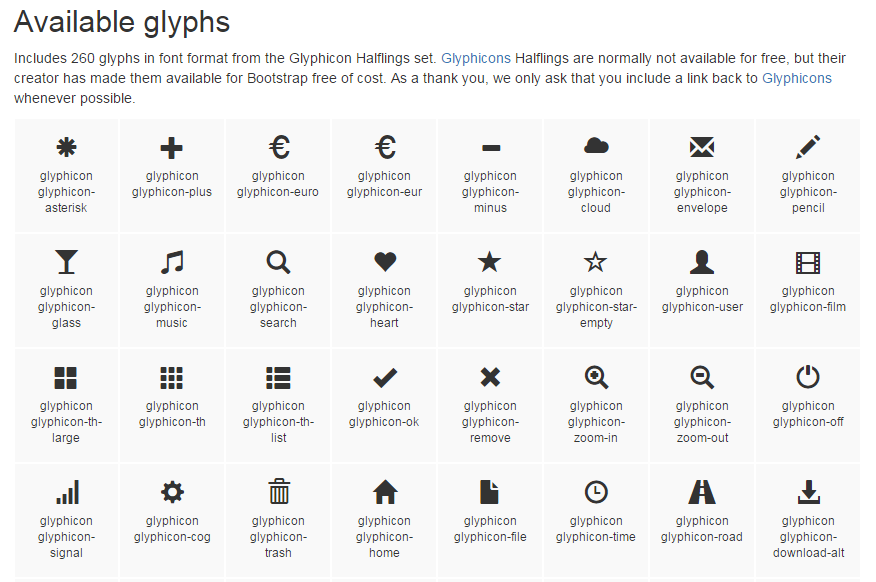 Available glyphs
Includes 260 glyphs in font format from the Glyphicon Halflings set. Glyphicons Halflings are normally not available for free, but their
creator has made them available for Bootstrap free of cost. As a thank you, we only ask that you include a link back to Glyphicons
whenever possible.
glyphicon glyphicon glyphicon glyphicon glyphicon glyphicon glyphicon glyphicon
glyphicon- glyphicon-plus glyphicon-euro glyphicon-eur glyphicon- glyphicon- glyphicon- glyphicon-
asterisk minus cloud envelope pencil
glyphicon glyphicon glyphicon glyphicon glyphicon glyphicon glyphicon glyphicon
glyphicon- glyphicon- glyphicon- glyphicon- glyphicon-star glyphicon-star- glyphicon-user glyphicon-film
glass music search heart empty
glyphicon glyphicon glyphicon glyphicon glyphicon glyphicon glyphicon glyphicon
glyphicon-th- glyphicon-th glyphicon-th- glyphicon-ok glyphicon- glyphicon- glyphicon- glyphicon-off
large list remove zoom-in zoom-out
glyphicon glyphicon glyphicon glyphicon glyphicon glyphicon glyphicon glyphicon
glyphicon- glyphicon-cog glyphicon- glyphicon- glyphicon-file glyphicon-time glyphicon-road glyphicon-
signal trash home download-alt